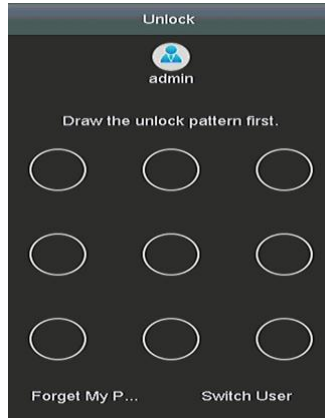 Unlock
admin
Draw the unlock pattern first.
Forget My P... Switch User